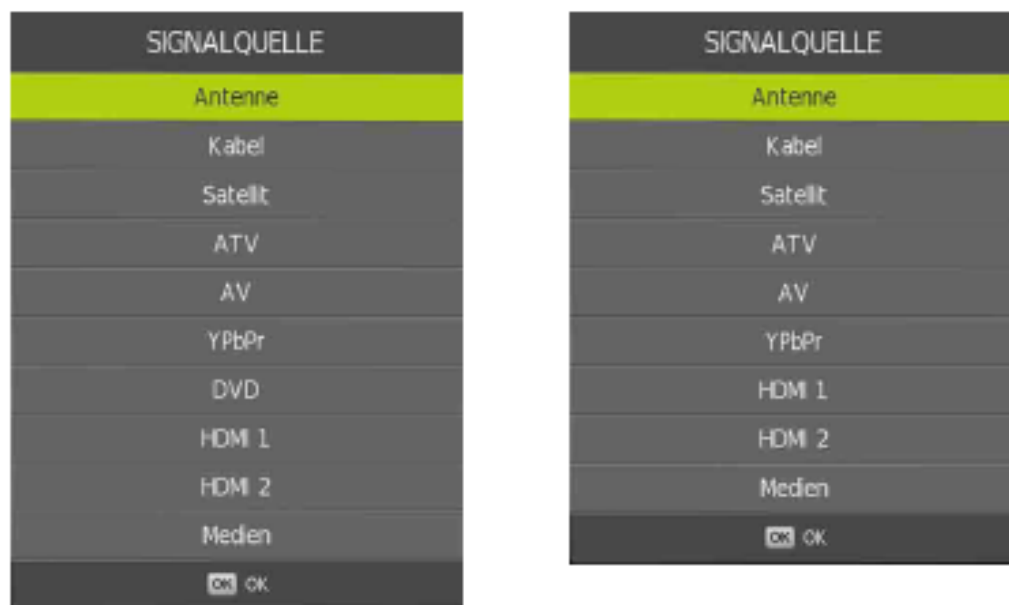 SIGNALQUELLE
Antenne
Kabel
Satellit
ATV
AV
YPbPr
DVD
HDMI 1
HDMI 2
Medien
OK OK
SIGNALQUELLE
Antenne
Kabel
Satellit
ATV
AV
YPbPr
HDMI 1
HDMI 2
Medien
OK OK